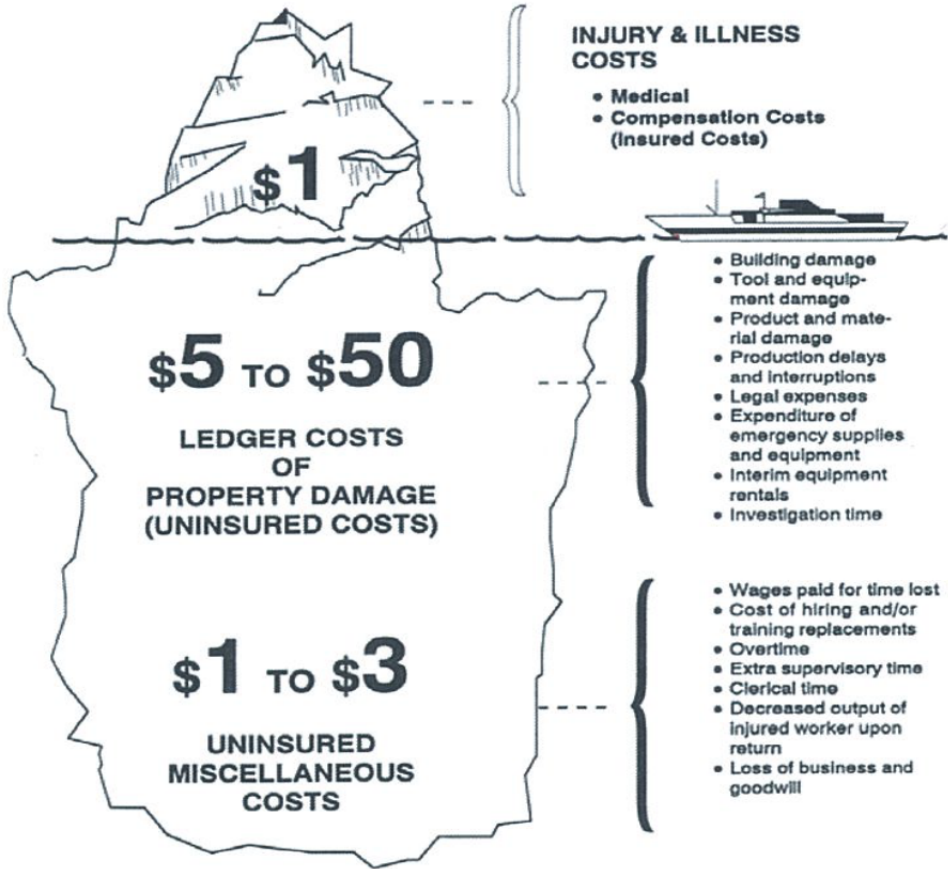 INJURY & ILLNESS
COSTS
• Medical
• Compensation Costs
(Insured Costs)
$1
• Building damage
• Tool and equip-
ment damage
• Product and mate-
rial damage
• Production delays
and interruptions
• Legal expenses
• Expenditure of
emergency supplies
and equipment
• Interim equipment
rentals
• Investigation time
$5 TO $50
LEDGER COSTS
OF
PROPERTY DAMAGE
(UNINSURED COSTS)
• Wages paid for time lost
• Cost of hiring and/or
training replacements
• Overtime
• Extra supervisory time
• Clerical time
• Decreased output of
injured worker upon
return
• Loss of business and
goodwill
$1 TO $3
UNINSURED
MISCELLANEOUS
COSTS